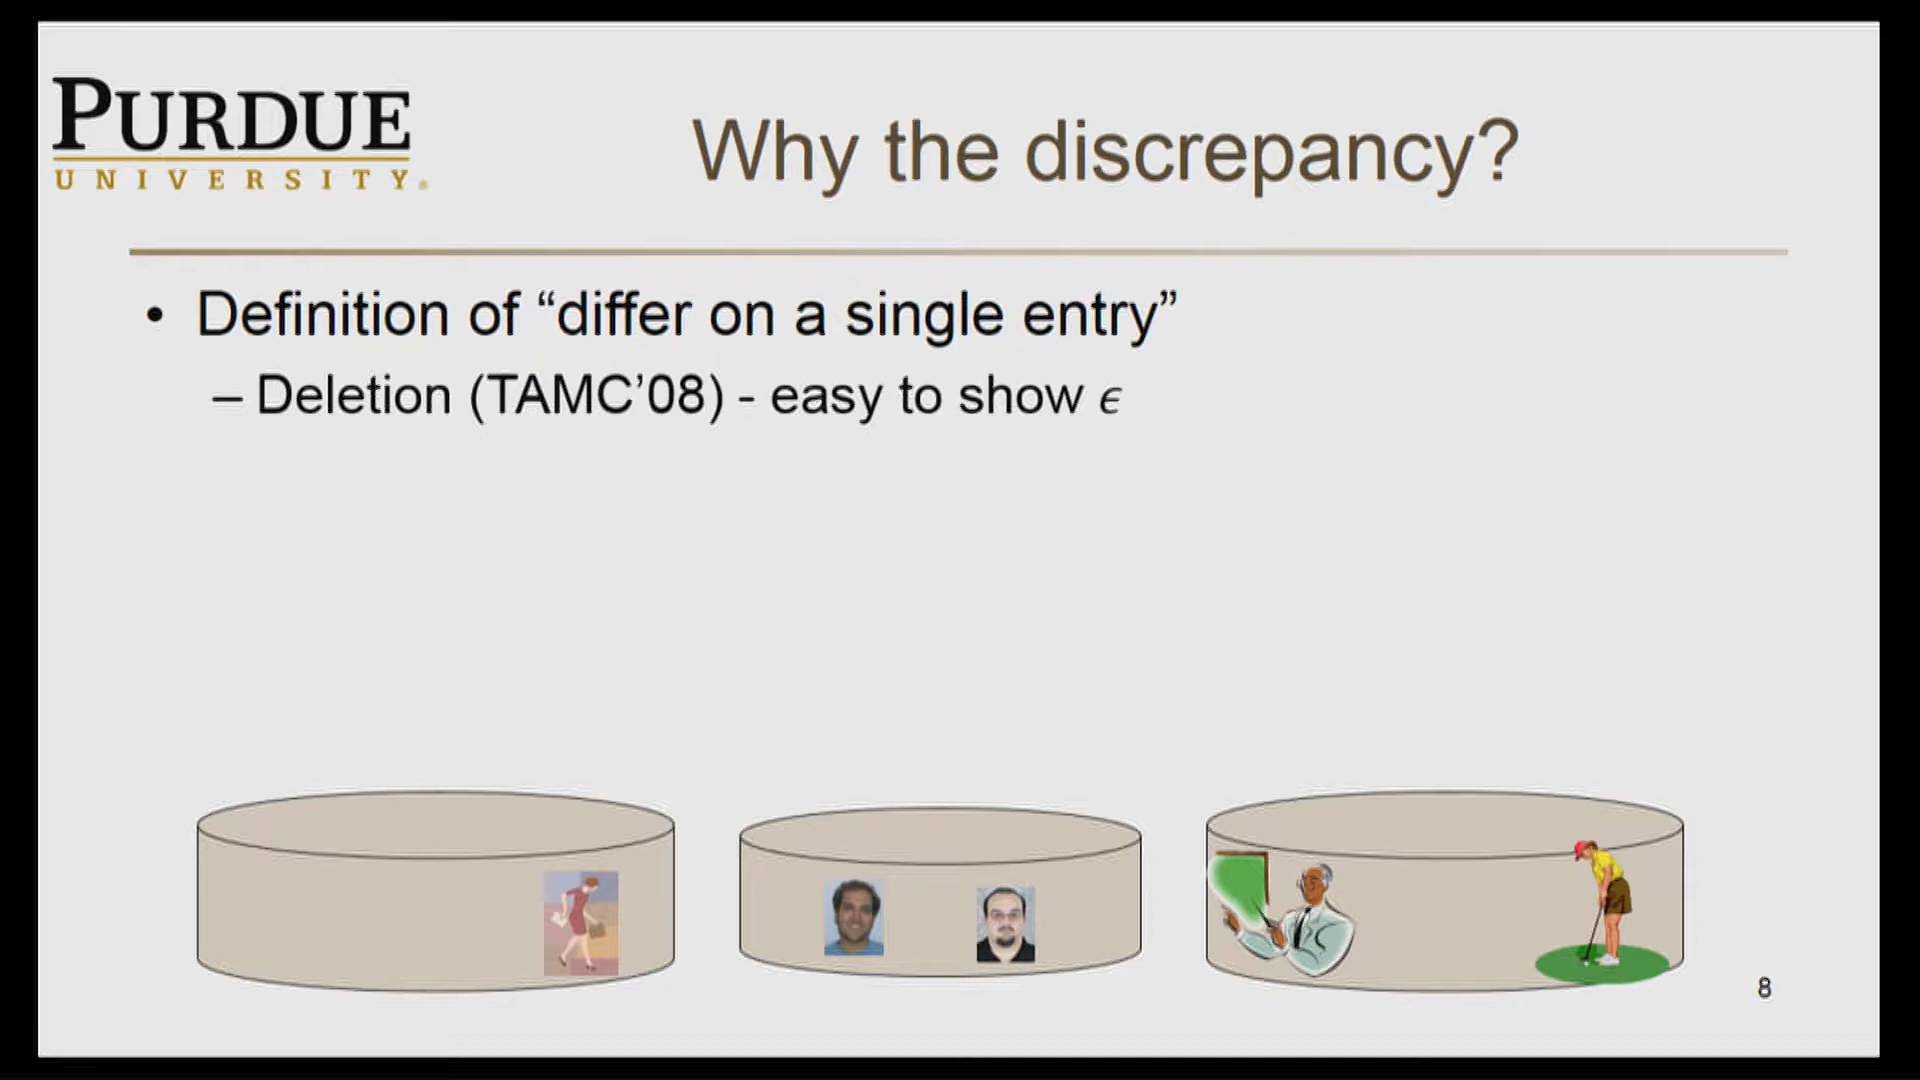 PURDUE
UNIVERSITY®
Why the discrepancy?
• Definition of “differ on a single entry”
– Deletion (TAMC’08) - easy to show ϵ
8